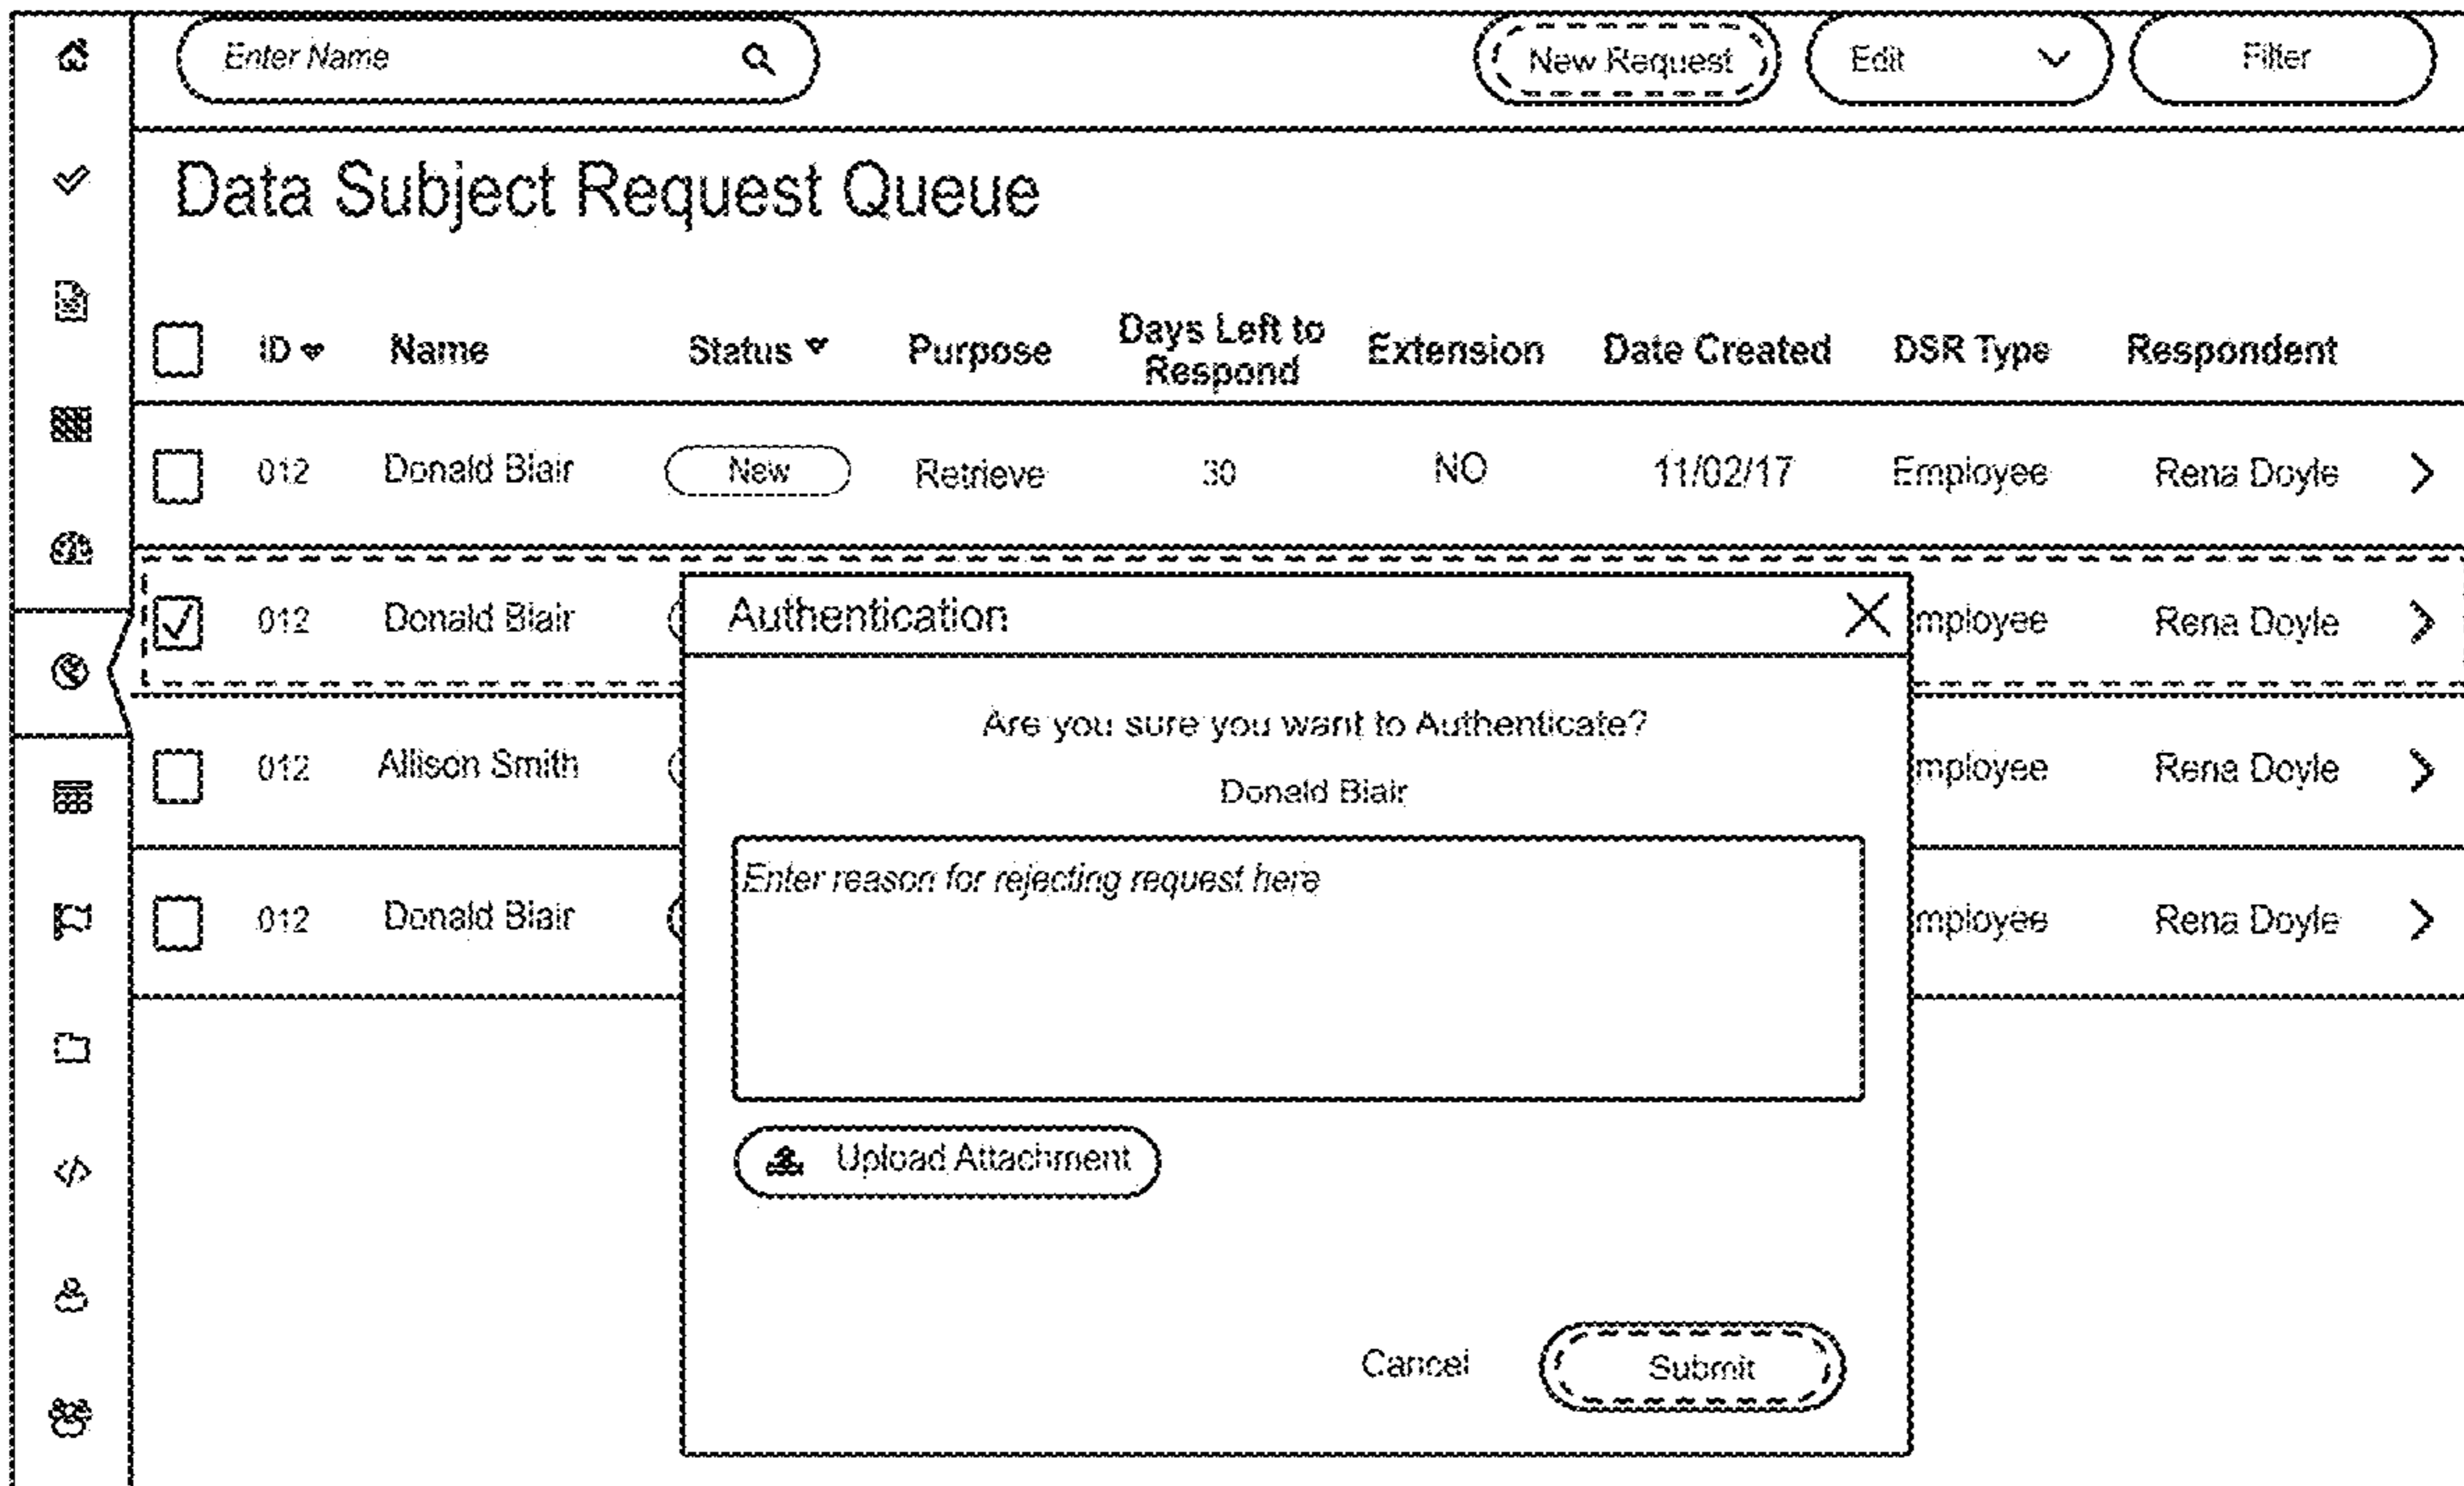 Enter Name New Request Edit Filter
Data Subject Request Queue
ID Name Status Purpose Days Left to Respond Extension Date Created DSR Type Respondent
012 Donald Blair New Retrieve 30 NO 11/02/17 Employee Rena Doyle
012 Donald Blair mployee Rena Doyle
Authentication
Are you sure you want to Authenticate?
012 Allison Smith mployee Rena Doyle
Donald Blair
Enter reason for rejecting request here
012 Donald Blair mployee Rena Doyle
Upload Attachment
Cancel Submit